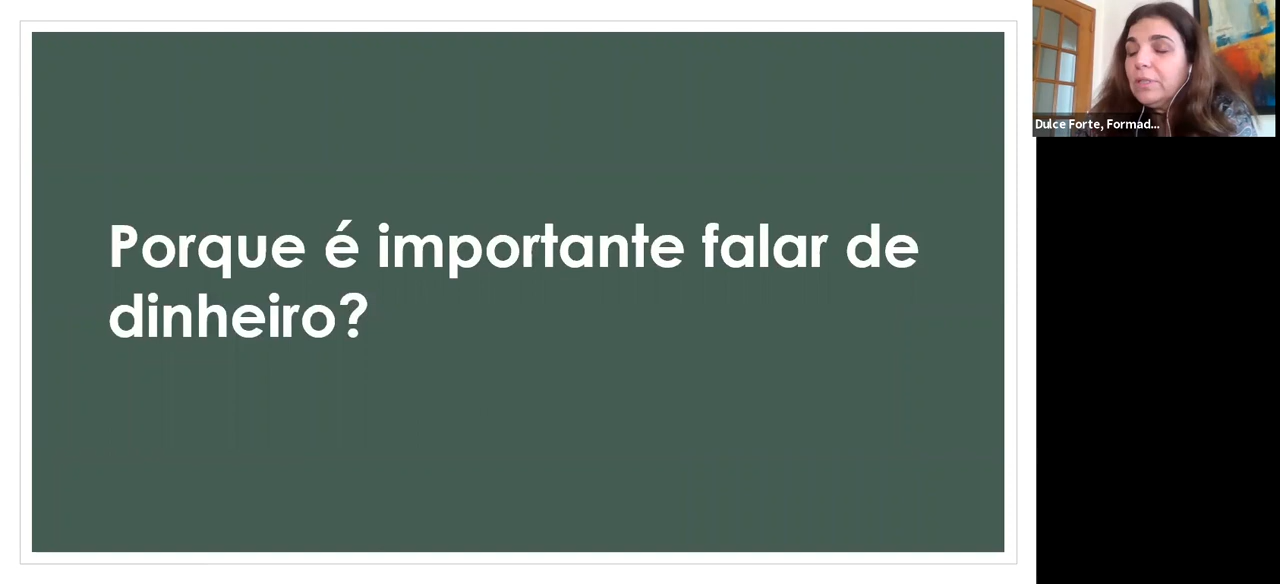 Porque é importante falar de
dinheiro?
Dulce Forte, Formad...